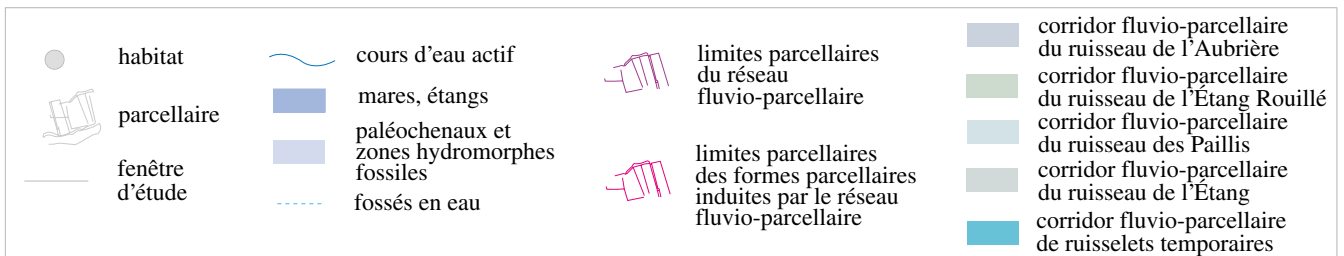 habitat
parcellaire
fenêtre
d'étude
cours d'eau actif
mares, étangs
paléochenaux et
zones hydromorphes
fossiles
fossés en eau
limites parcellaires
du réseau
fluvio-parcellaire
limites parcellaires
des formes parcellaires
induites par le réseau
fluvio-parcellaire
corridor fluvio-parcellaire
du ruisseau de l'Aubrière
corridor fluvio-parcellaire
du ruisseau de l'Étang Rouillé
corridor fluvio-parcellaire
du ruisseau des Paillis
corridor fluvio-parcellaire
du ruisseau de l'Étang
corridor fluvio-parcellaire
de ruisselets temporaires